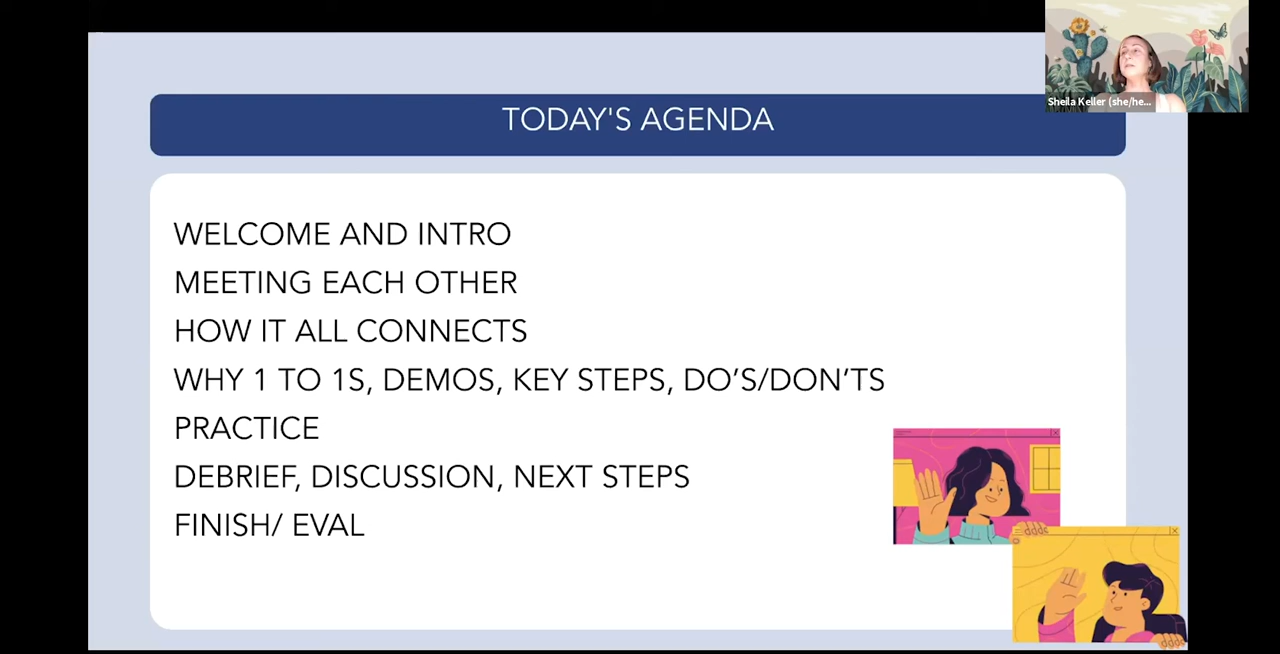 TODAY'S AGENDA
Sheila Keller (she/he...
WELCOME AND INTRO
MEETING EACH OTHER
HOW IT ALL CONNECTS
WHY 1 TO 1S, DEMOS, KEY STEPS, DO'S/DON'TS
PRACTICE
DEBRIEF, DISCUSSION, NEXT STEPS
FINISH/ EVAL